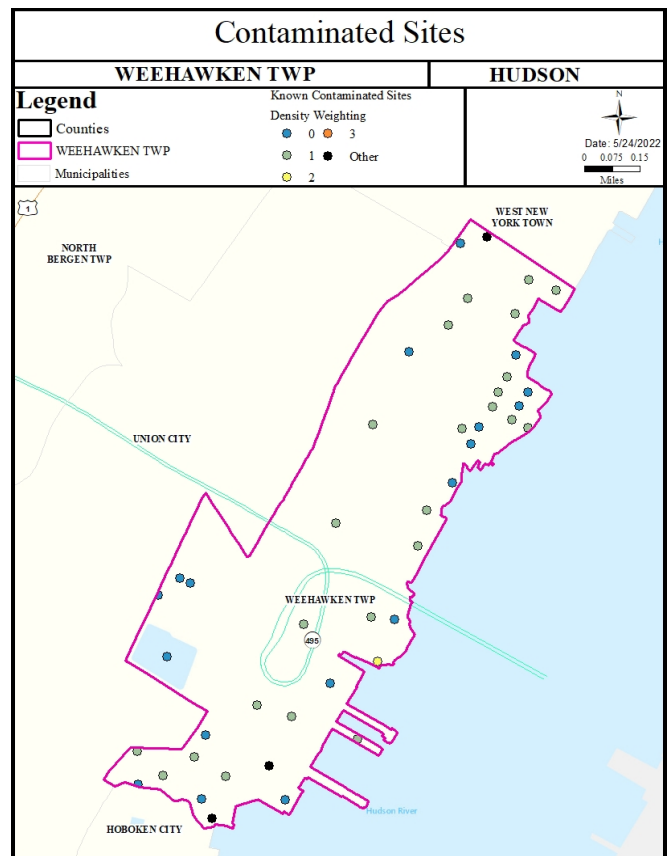 Contaminated Sites
WEEHAWKEN TWP
HUDSON
Legend
Counties
WEEHAWKEN TWP
Municipalities
Known Contaminated Sites
Density Weighting
0
3
1
Other
2
N
Date: 5/24/2022
0 0.075 0.15
Miles
1
WEST NEW
YORK TOWN
NORTH
BERGEN TWP
UNION CITY
WEEHAWKEN TWP
495
Hudson River
HOBOKEN CITY